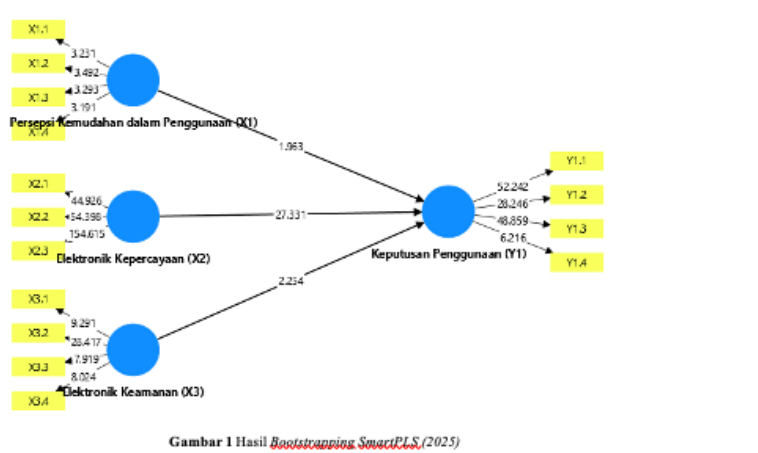 X1.1
3.231
X1.2
3.492
X1.3
3.293
3.191
X1.4
Persepsi Kemudahan dalam Penggunaan (X1)
1.963
X2.1
44.926
X2.2
54.398
154.615
X2.3
Elektronik Kepercayaan (X2)
27.331
X3.1
9.291
X3.2
28.417
X3.3
7.919
8.024
X3.4
Elektronik Keamanan (X3)
2.254
Y1.1
52.242
Y1.2
28.246
48.859
Y1.3
6.216
Y1.4
Keputusan Penggunaan (Y1)
Gambar 1 Hasil Bootstrapping SmartPLS (2025)